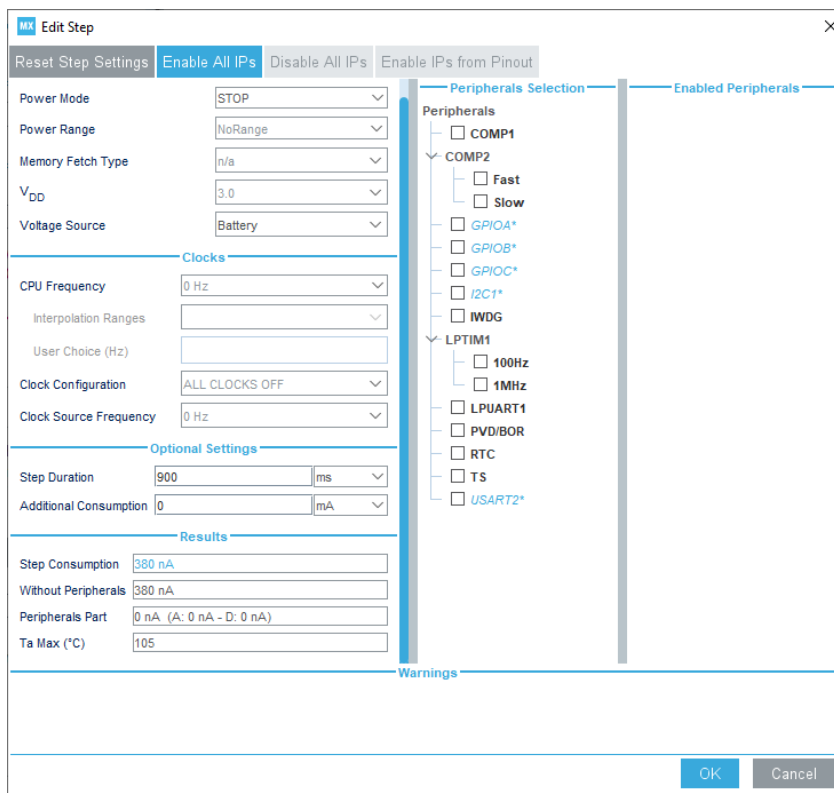 MX Edit Step
Reset Step Settings Enable All IPs Disable All IPs Enable IPs from Pinout
Power Mode STOP
Power Range NoRange
Memory Fetch Type n/a
VDD 3.0
Voltage Source Battery
Clocks
CPU Frequency 0 Hz
Interpolation Ranges
User Choice (Hz)
Clock Configuration ALL CLOCKS OFF
Clock Source Frequency 0 Hz
Optional Settings
Step Duration 900 ms
Additional Consumption 0 mA
Results
Step Consumption 380 nA
Without Peripherals 380 nA
Peripherals Part 0 nA (A: 0 nA - D: 0 nA)
Ta Max (°C) 105
Peripherals Selection
Peripherals
COMP1
COMP2
Fast
Slow
GPIOA*
GPIOB*
GPIOC*
I2C1*
IWDG
LPTIM1
100Hz
1MHz
LPUART1
PVD/BOR
RTC
TS
USART2*
Enabled Peripherals
Warnings
OK Cancel